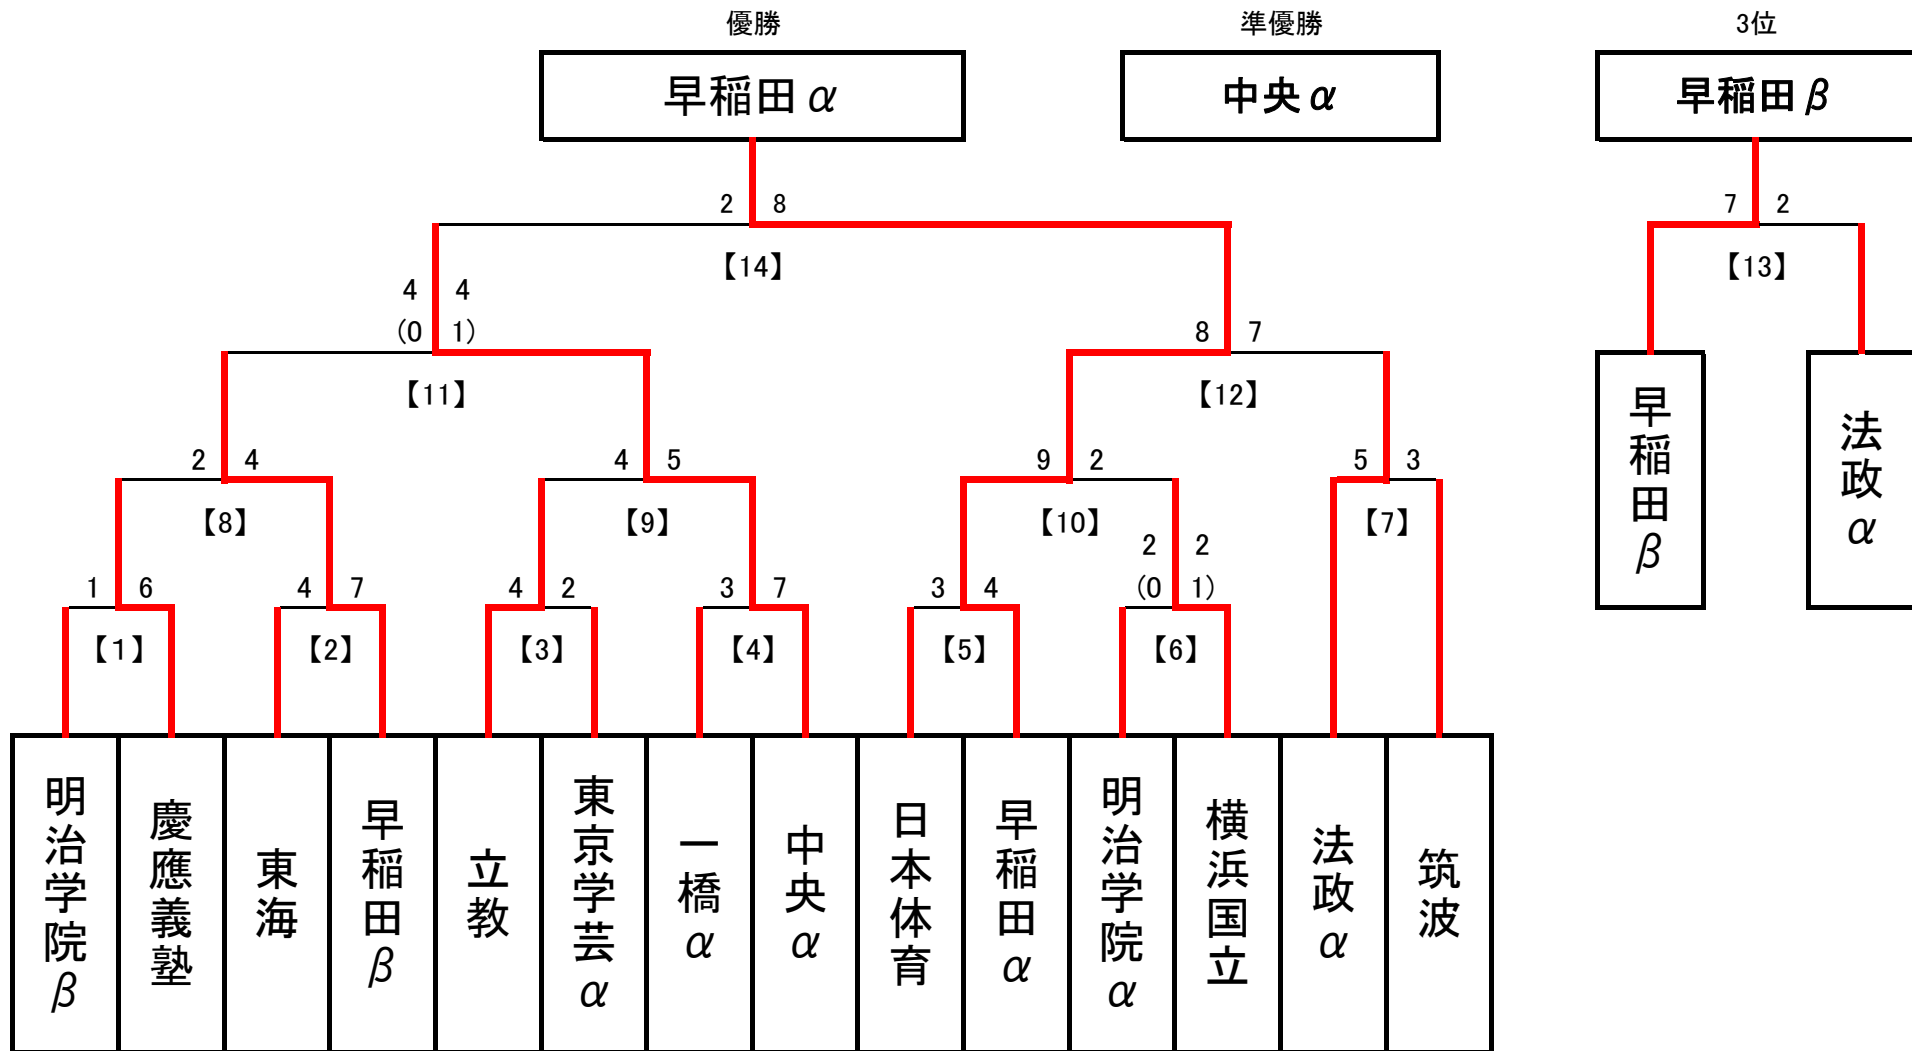 優勝 準優勝 3位
早稲田α 中央α 早稲田β
2 8 7 2
【14】 【13】
4 4
(0 1) 8 7
【11】 【12】
早稲田β
法政α
2 4 4 5 9 2 5 3
【8】 【9】 【10】 【7】
2 2
1 6 4 7 4 2 3 7 3 4 (0 1)
【1】 【2】 【3】 【4】 【5】 【6】
明治学院β
慶應義塾
東海
早稲田β
立教
東京学芸α
一橋α
中央α
日本体育
早稲田α
明治学院α
横浜国立
法政α
筑波